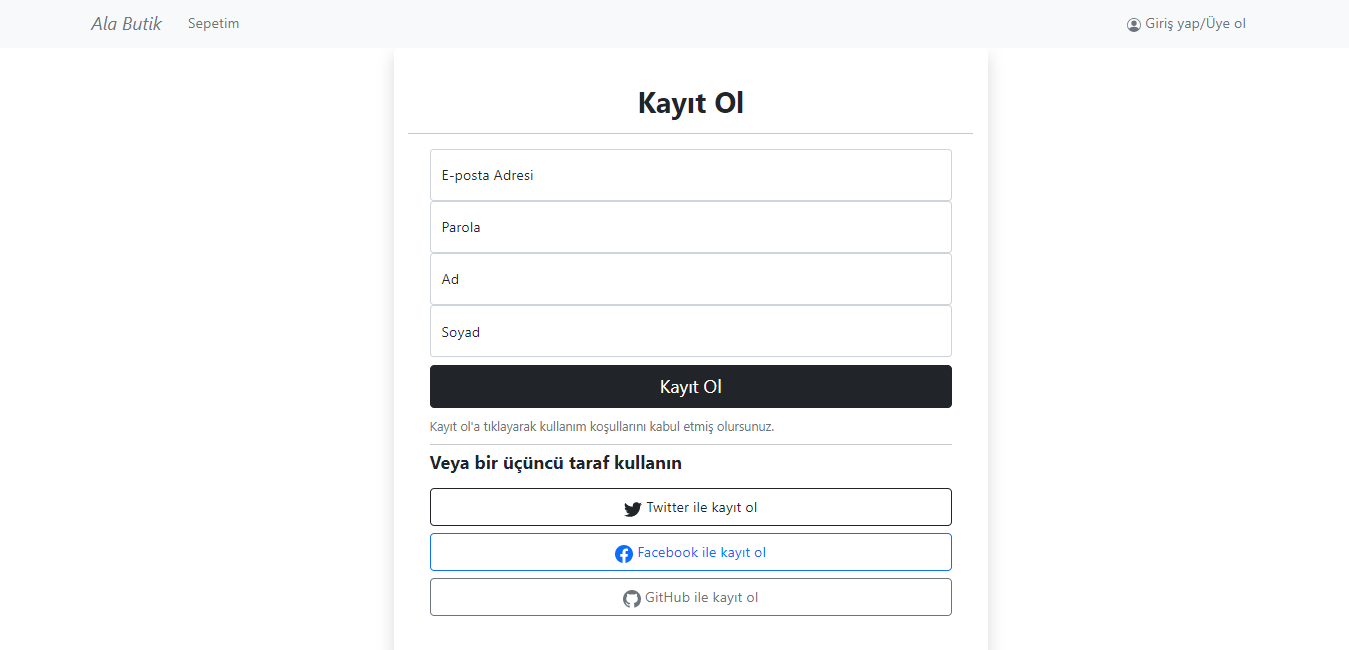 Ala Butik Sepetim Giriş yap/Üye ol
Kayıt Ol
E-posta Adresi
Parola
Ad
Soyad
Kayıt Ol
Kayıt ol'a tıklayarak kullanım koşullarını kabul etmiş olursunuz.
Veya bir üçüncü taraf kullanın
Twitter ile kayıt ol
Facebook ile kayıt ol
GitHub ile kayıt ol